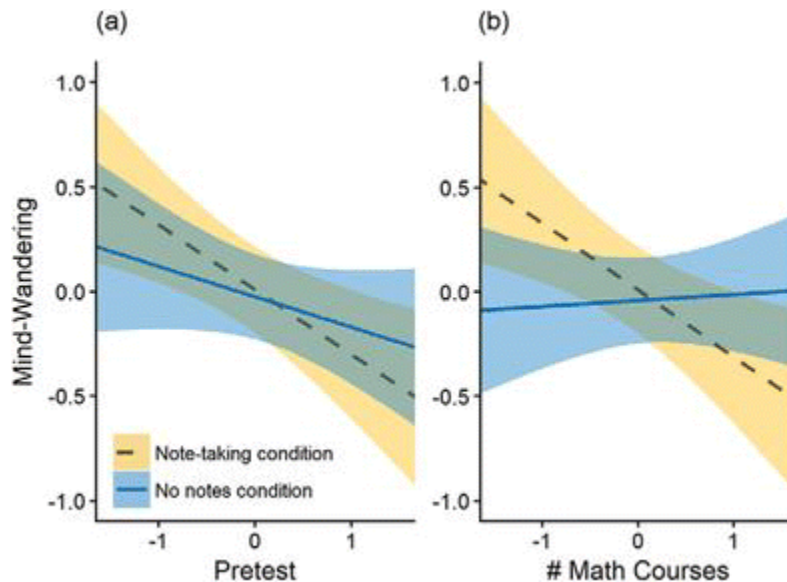 (a)
(b)
Mind-Wandering
1.0
0.5
0.0
-0.5
-1.0
Note-taking condition
No notes condition
-1
0
1
Pretest
1.0
0.5
0.0
-0.5
-1.0
-1
0
1
# Math Courses